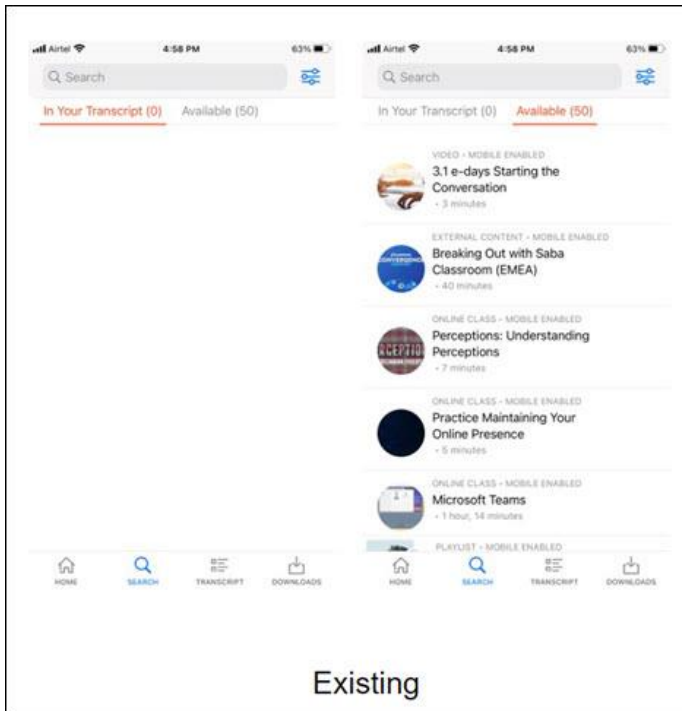 Airtel 4:58 PM 63%
Search
In Your Transcript (0) Available (50)
HOME SEARCH TRANSCRIPT DOWNLOADS
Airtel 4:58 PM 63%
Search
In Your Transcript (0) Available (50)
VIDEO • MOBILE ENABLED
3.1 e-days Starting the
Conversation
• 3 minutes
EXTERNAL CONTENT • MOBILE ENABLED
CONVERGENCE
Breaking Out with Saba
Classroom (EMEA)
• 40 minutes
ONLINE CLASS • MOBILE ENABLED
Perceptions: Understanding
Perceptions
• 7 minutes
ONLINE CLASS • MOBILE ENABLED
Practice Maintaining Your
Online Presence
• 5 minutes
ONLINE CLASS • MOBILE ENABLED
Microsoft Teams
• 1 hour, 14 minutes
PLAYLIST • MOBILE ENABLED
HOME SEARCH TRANSCRIPT DOWNLOADS
Existing